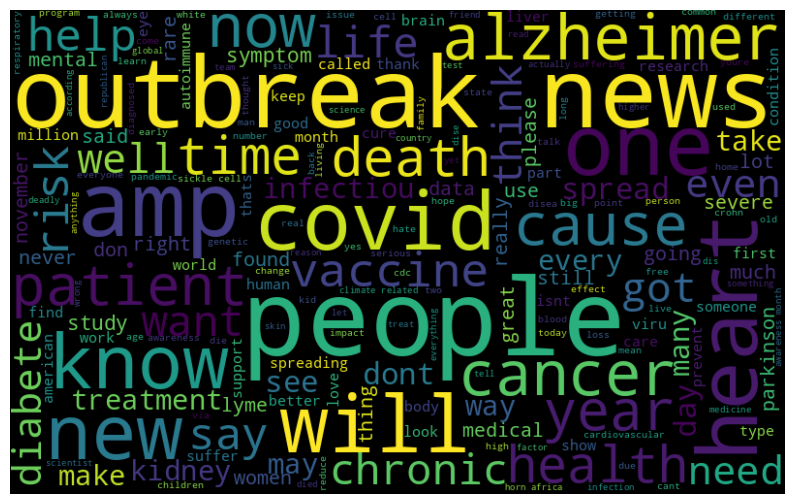 respiratory program always white issue cell friend getting common different
help now life alzheimer
eye come global learn rare autoimmune brain liver read actually suffering
mental symptom called thank research condition
outbreak news
according diagnosed republican team thought sick keep science test family state higher long used
million said early number man good month cure country think please one take
well time death talk home lot
risk november deadly everyone pandemic sickle cell living back infectiou data use part spread even severe
anything thats hope disea big point person crohn old
amp covid cause
never don right genetic real yes hate really going first
patient world found human change reason serious cdc vaccine every still isnt got much
find want climate related two kid free effect someone
diabete study skin let impact treat everything great viru live today blood loss care prevent many parkinson
know people heart
american work age awareness die support spreading see dont cancer mean tell day medicine awareness month
treatment lyme better love thing body way medical type
new say will look year show cardiovascular
via suffer high factor due cant
scientist make kidney women may reduce chronic health need
children died horn africa infection